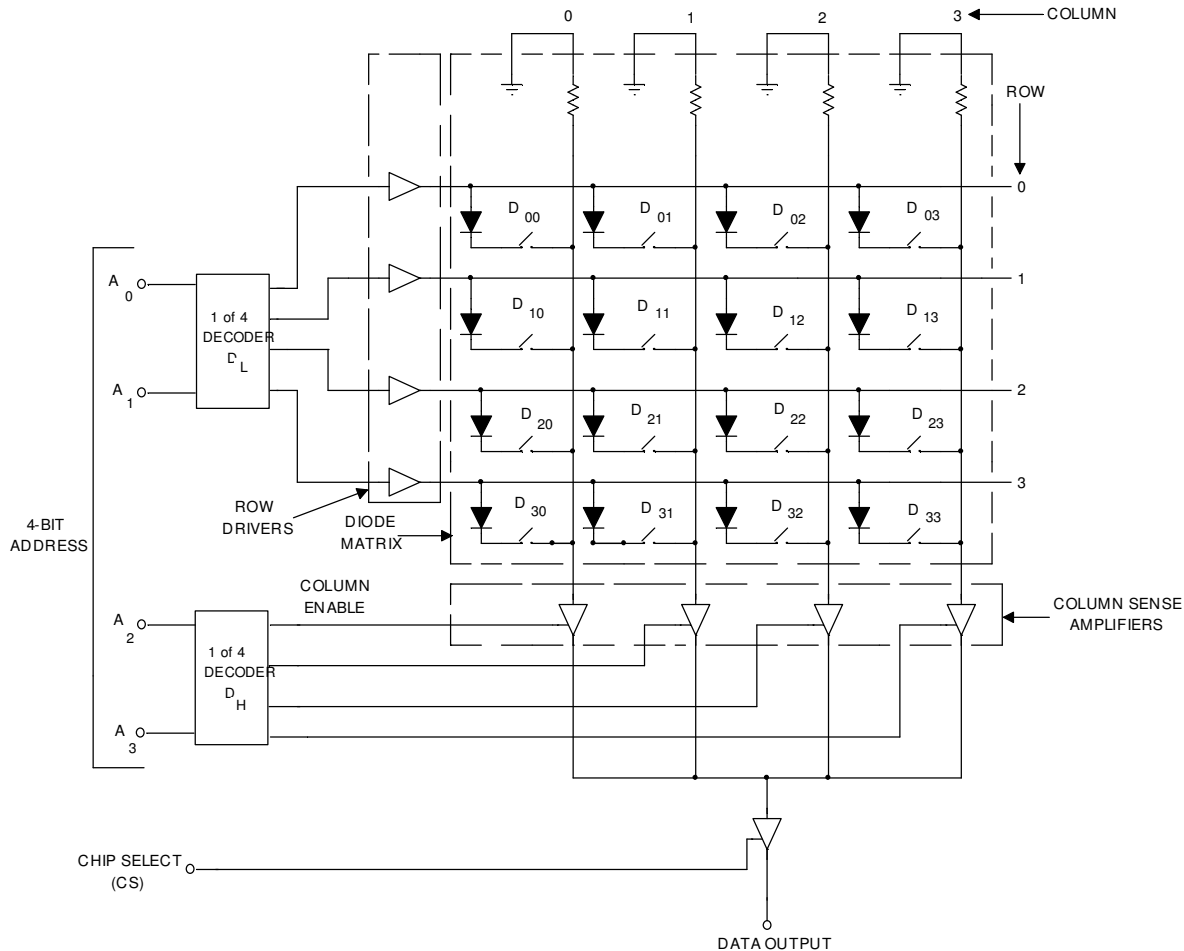 0 1 2 3 COLUMN
ROW
0
D 00 D 01 D 02 D 03
A 0
1
1 of 4
DECODER
D L
D 10 D 11 D 12 D 13
A 1
2
D 20 D 21 D 22 D 23
3
ROW
DRIVERS
DIODE
MATRIX
D 30 D 31 D 32 D 33
4-BIT
ADDRESS
COLUMN
ENABLE
COLUMN SENSE
AMPLIFIERS
A 2
1 of 4
DECODER
D H
A 3
CHIP SELECT
(CS)
DATA OUTPUT